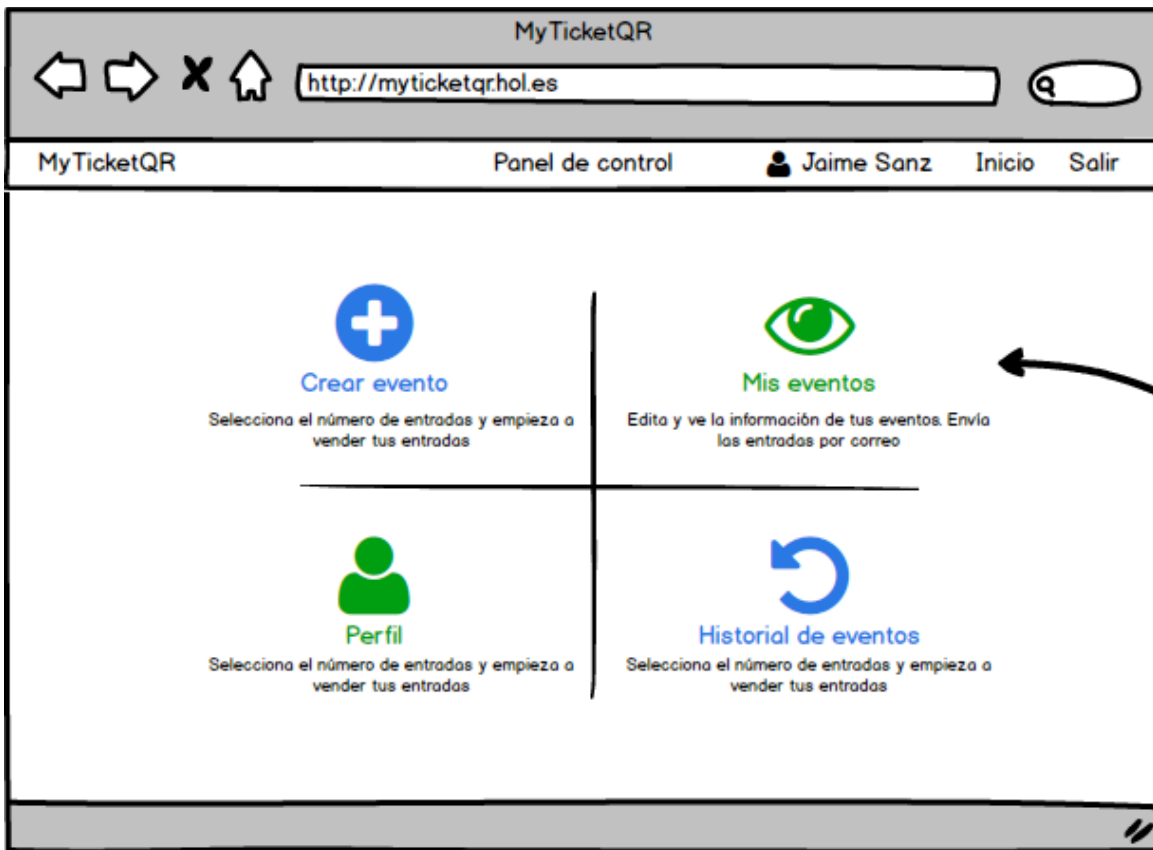 MyTicketQR
http://myticketqr.hol.es
MyTicketQR Panel de control Jaime Sanz Inicio Salir
Crear evento
Selecciona el número de entradas y empieza a
vender tus entradas
Mis eventos
Edita y ve la información de tus eventos. Envía
las entradas por correo
Perfil
Selecciona el número de entradas y empieza a
vender tus entradas
Historial de eventos
Selecciona el número de entradas y empieza a
vender tus entradas